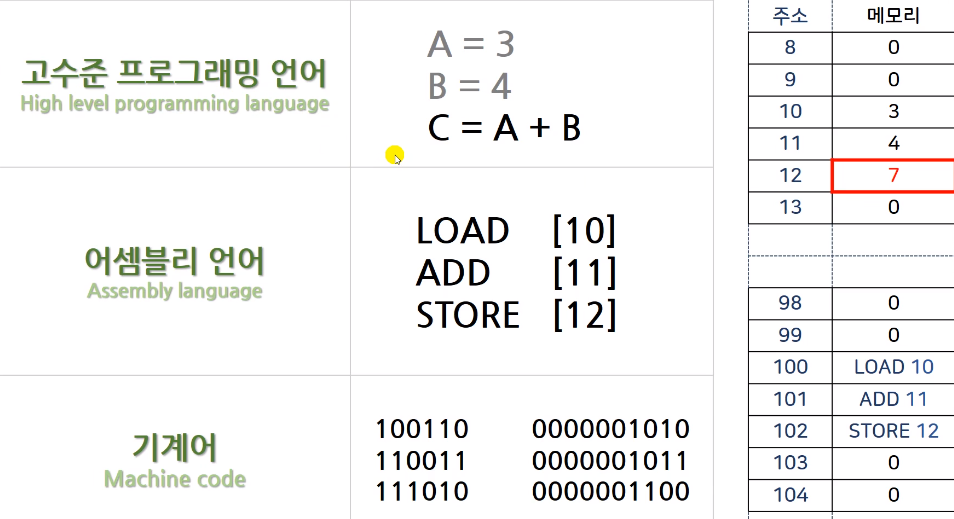 고수준 프로그래밍 언어
High level programming language
A = 3
B = 4
C = A + B
어셈블리 언어
Assembly language
LOAD [10]
ADD [11]
STORE [12]
기계어
Machine code
100110 0000001010
110011 0000001011
111010 0000001100
주소 메모리
8 0
9 0
10 3
11 4
12 7
13 0
98 0
99 0
100 LOAD 10
101 ADD 11
102 STORE 12
103 0
104 0